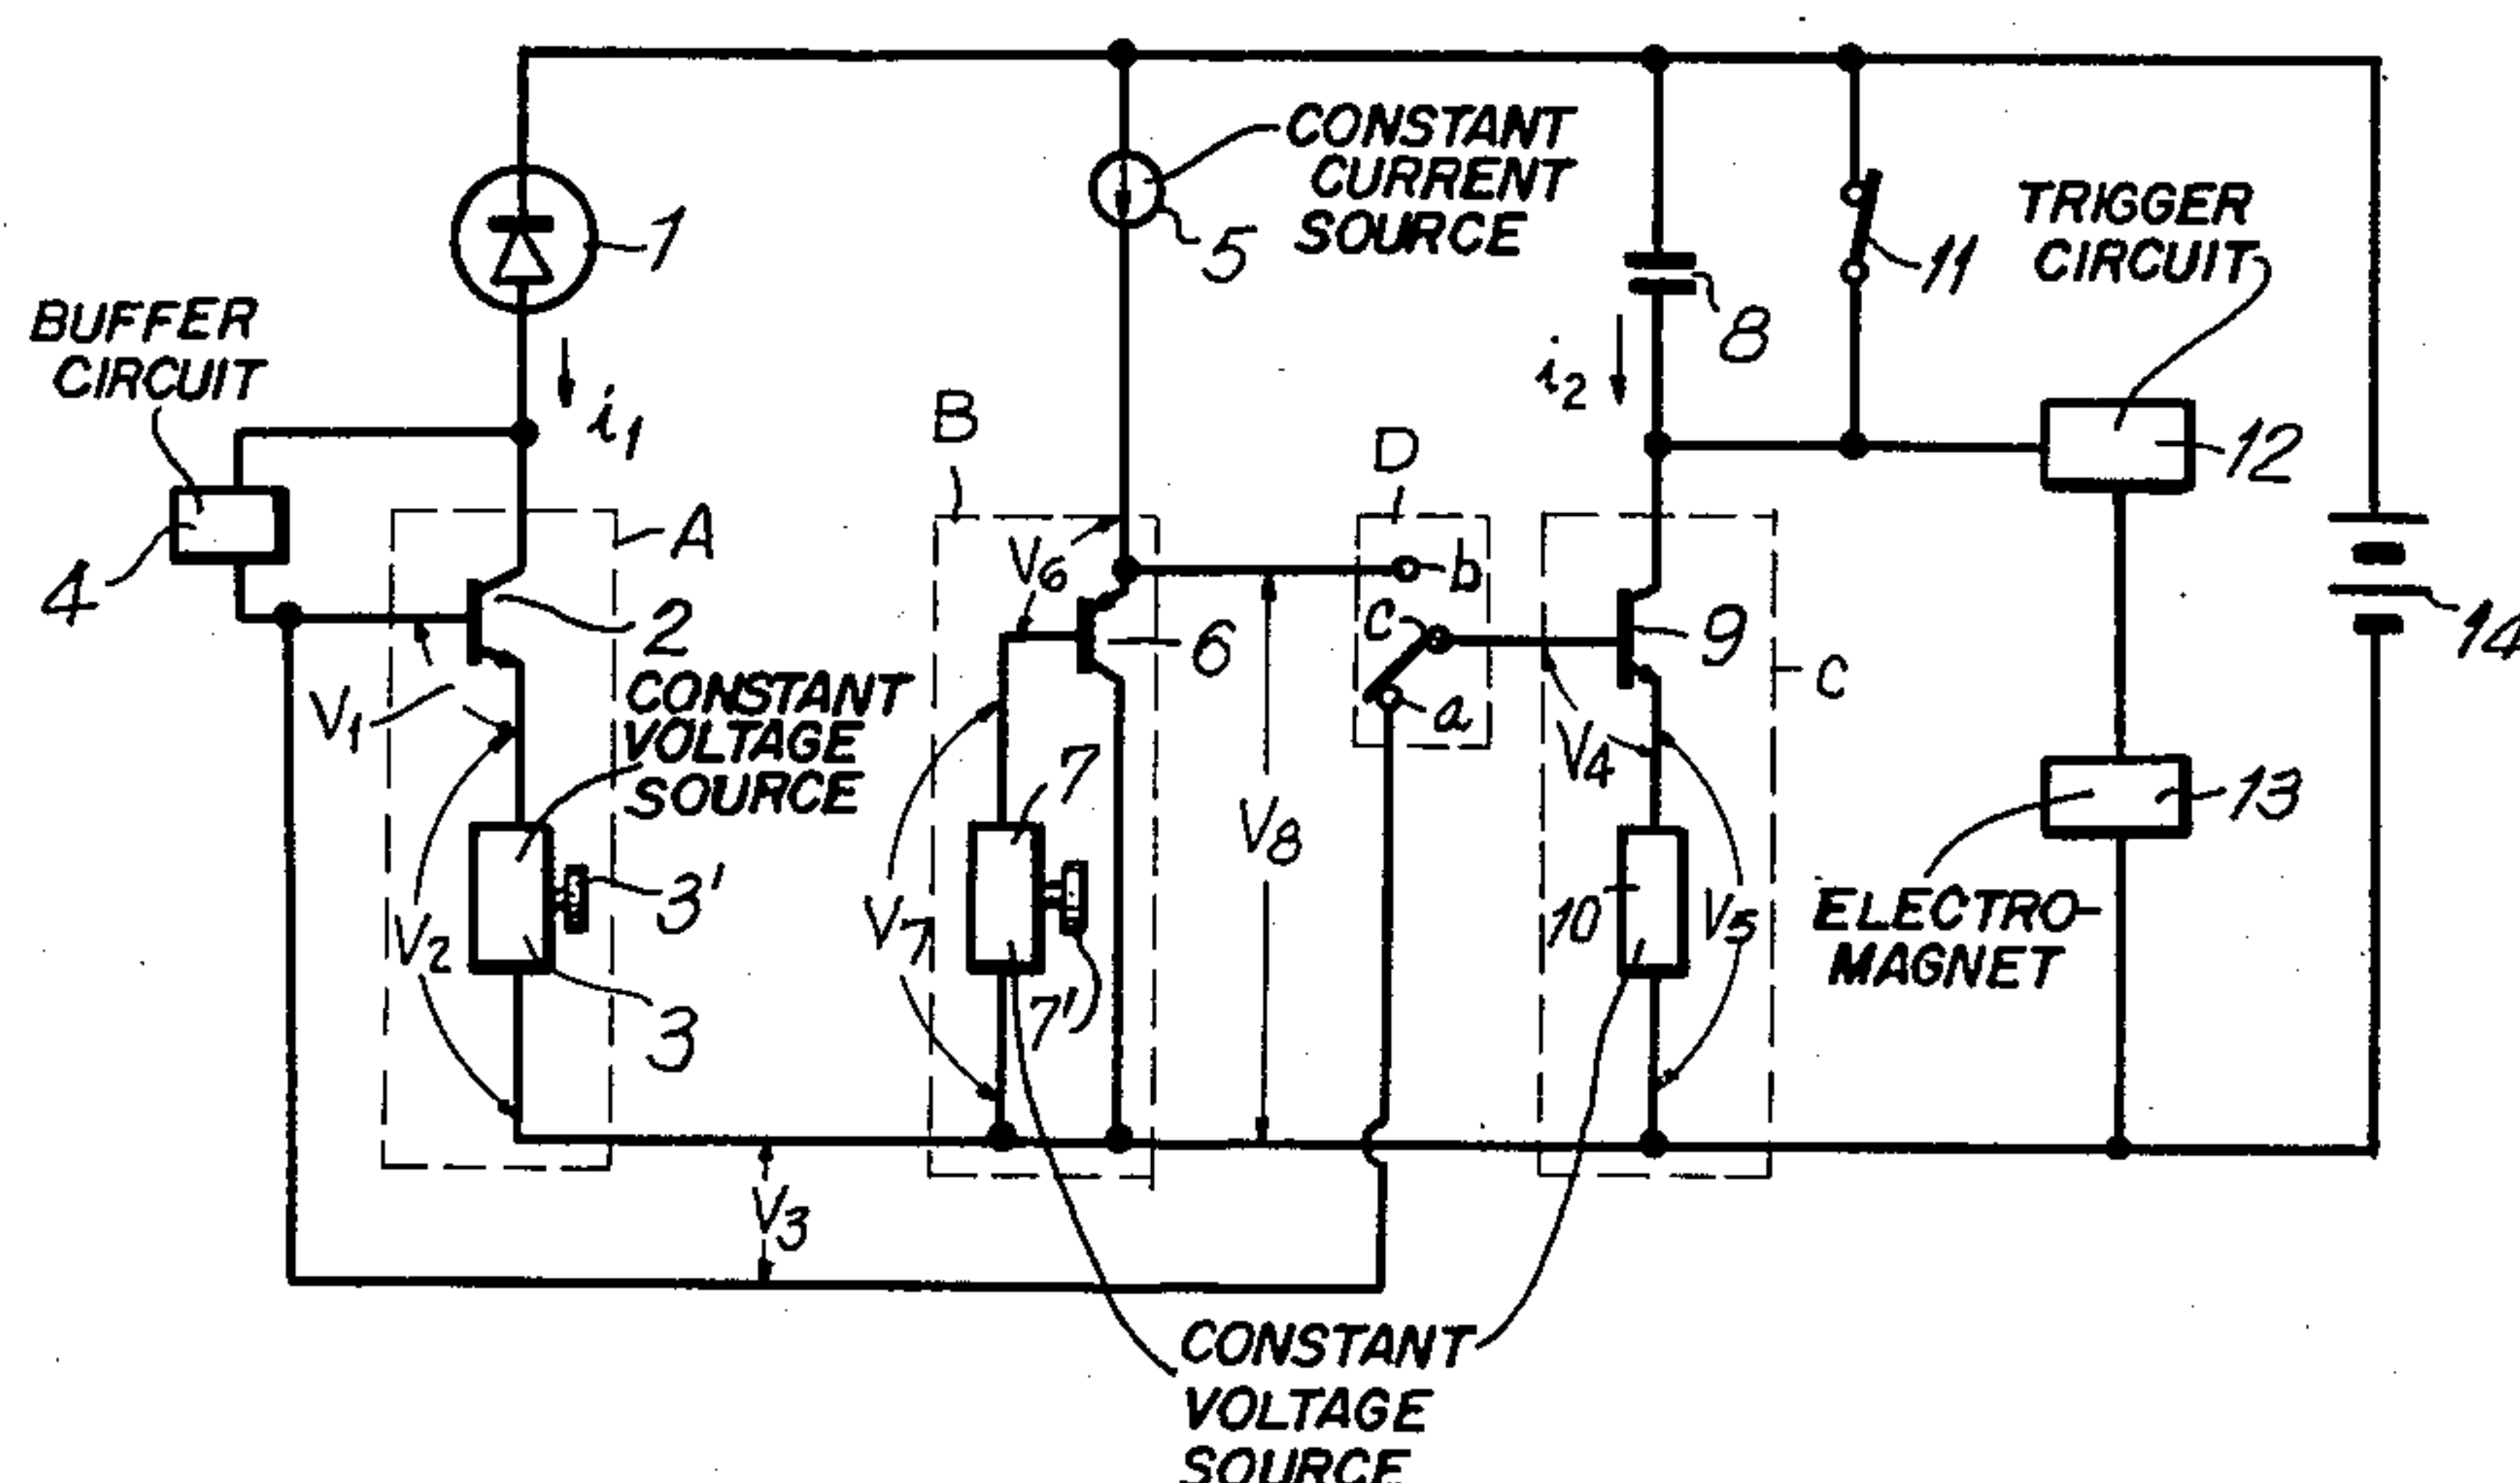 CONSTANT
CURRENT
SOURCE
5
1
TRIGGER
CIRCUIT
11
8
BUFFER
CIRCUIT
i1
i2
B
D
12
A
4
V6
b
2
6
c
9
14
C
V1
CONSTANT
VOLTAGE
SOURCE
a
V4
7
13
V8
3'
V2
V7
10
V5
ELECTRO-
MAGNET
3
7'
V3
CONSTANT
VOLTAGE
SOURCE